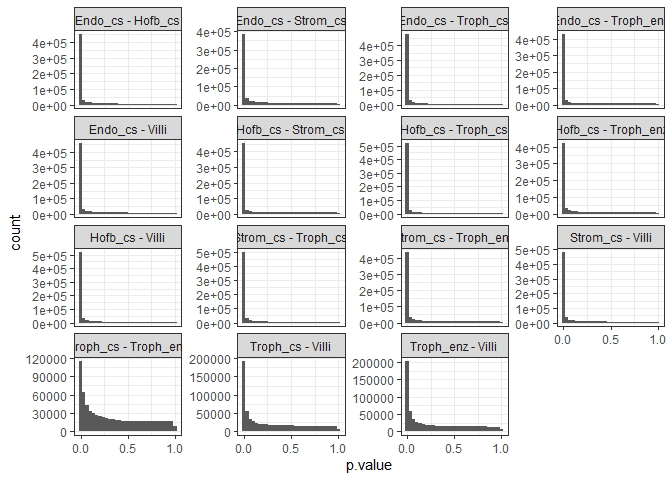 Endo_cs - Hofb_cs Endo_cs - Strom_cs Endo_cs - Troph_cs Endo_cs - Troph_en
4e+05 4e+05 4e+05 4e+05
3e+05 3e+05 3e+05 3e+05
2e+05 2e+05 2e+05 2e+05
1e+05 1e+05 1e+05 1e+05
0e+00 0e+00 0e+00 0e+00
Endo_cs - Villi Hofb_cs - Strom_cs Hofb_cs - Troph_cs Hofb_cs - Troph_enz
4e+05 4e+05 5e+05 4e+05
3e+05 3e+05 4e+05 3e+05
2e+05 2e+05 3e+05 2e+05
1e+05 1e+05 2e+05 1e+05
0e+00 0e+00 1e+05 0e+00
0e+00
count
Hofb_cs - Villi Strom_cs - Troph_cs trom_cs - Troph_en Strom_cs - Villi
5e+05 5e+05 4e+05 5e+05
4e+05 4e+05 3e+05 4e+05
3e+05 3e+05 2e+05 3e+05
2e+05 2e+05 1e+05 2e+05
1e+05 1e+05 0e+00 1e+05
0e+00 0e+00 0e+00
0.0 0.5 1.0
roph_cs - Troph_en Troph_cs - Villi Troph_enz - Villi
120000 200000 200000
90000 150000 150000
60000 100000 100000
30000 50000 50000
0 0 0
0.0 0.5 1.0 0.0 0.5 1.0 0.0 0.5 1.0
p.value